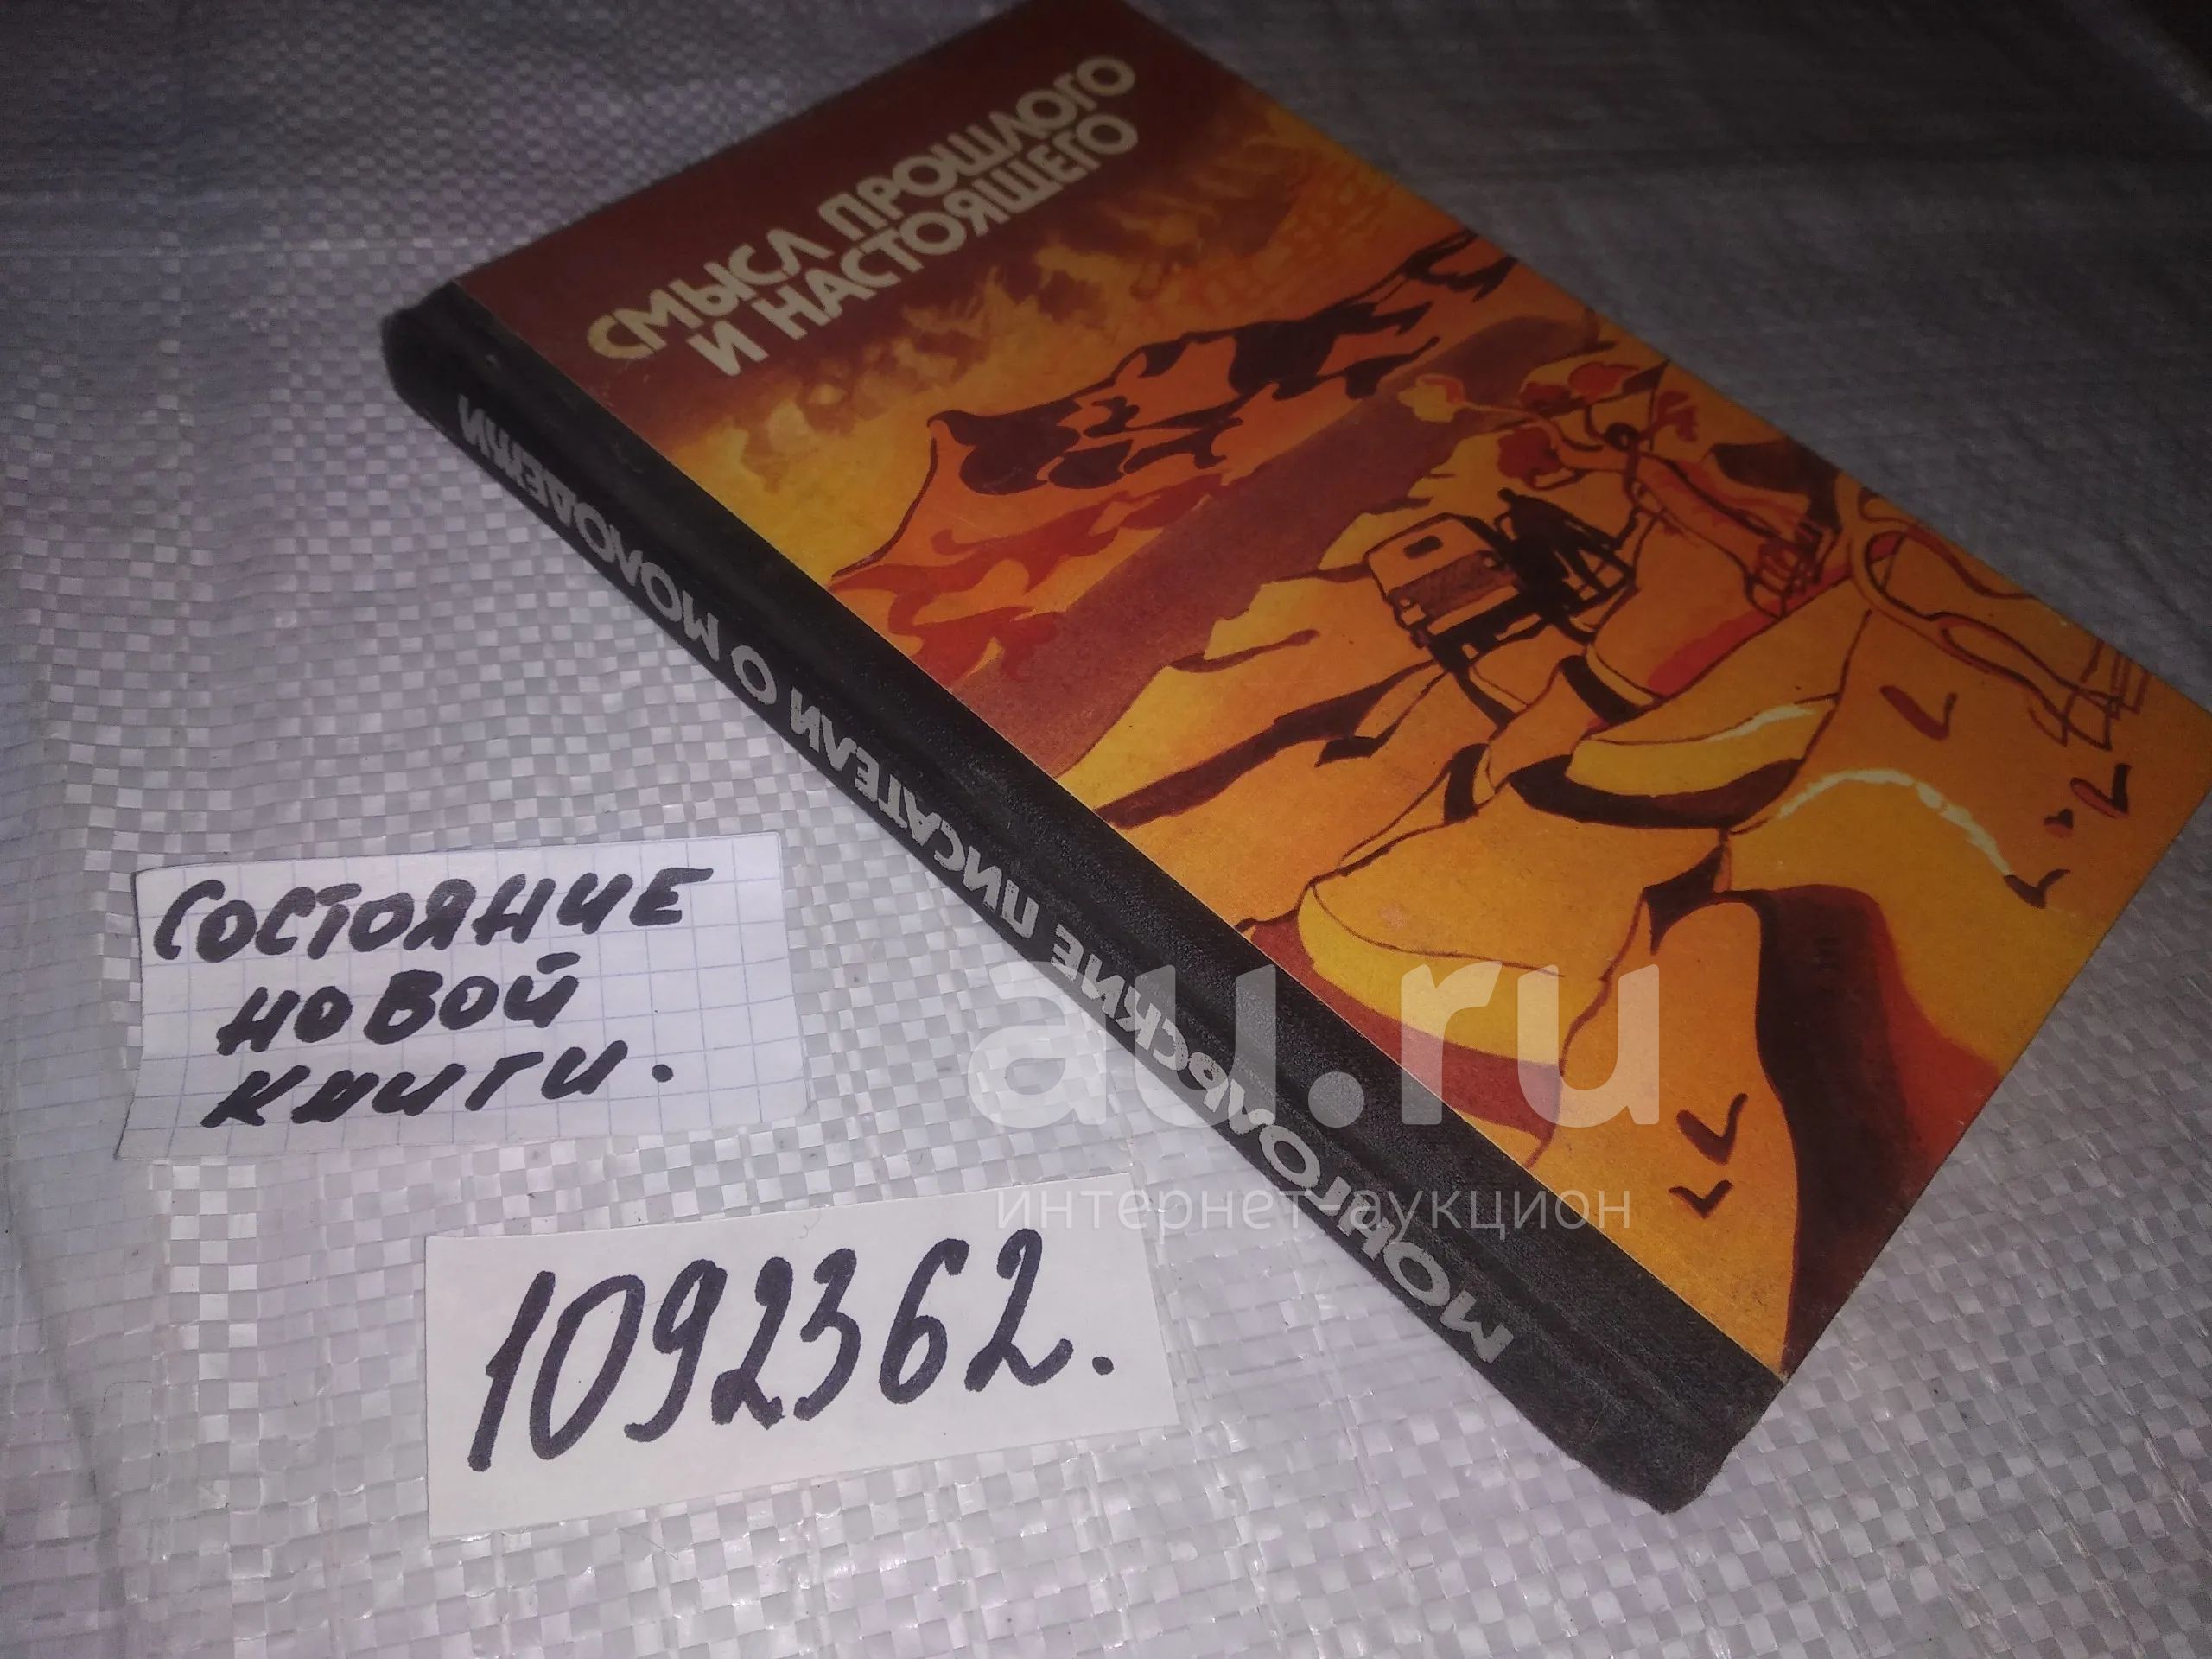 СМЫСЛ ПРОШЛОГО
И НАСТОЯЩЕГО
МОНГОЛЬСКИЕ ПИСАТЕЛИ О МОЛОДЕЖИ
СОСТОЯНИЕ
НОВОЙ
КНИГИ.
1092362.
au.ru
интернет-аукцион